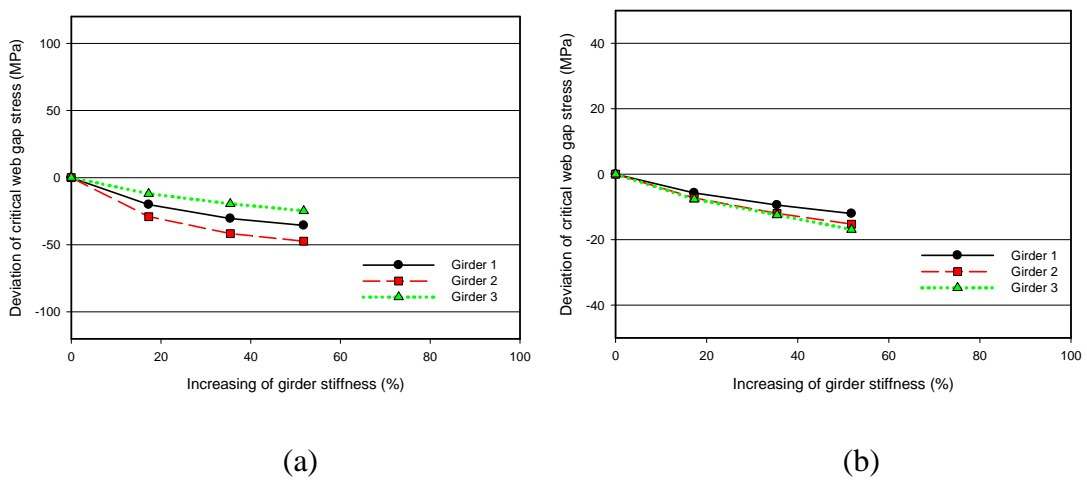 Deviation of critical web gap stress (MPa)
100
50
0
-50
-100
Girder 1
Girder 2
Girder 3
0 20 40 60 80 100
Increasing of girder stiffness (%)
(a)
Deviation of critical web gap stress (MPa)
40
20
0
-20
-40
Girder 1
Girder 2
Girder 3
0 20 40 60 80 100
Increasing of girder stiffness (%)
(b)